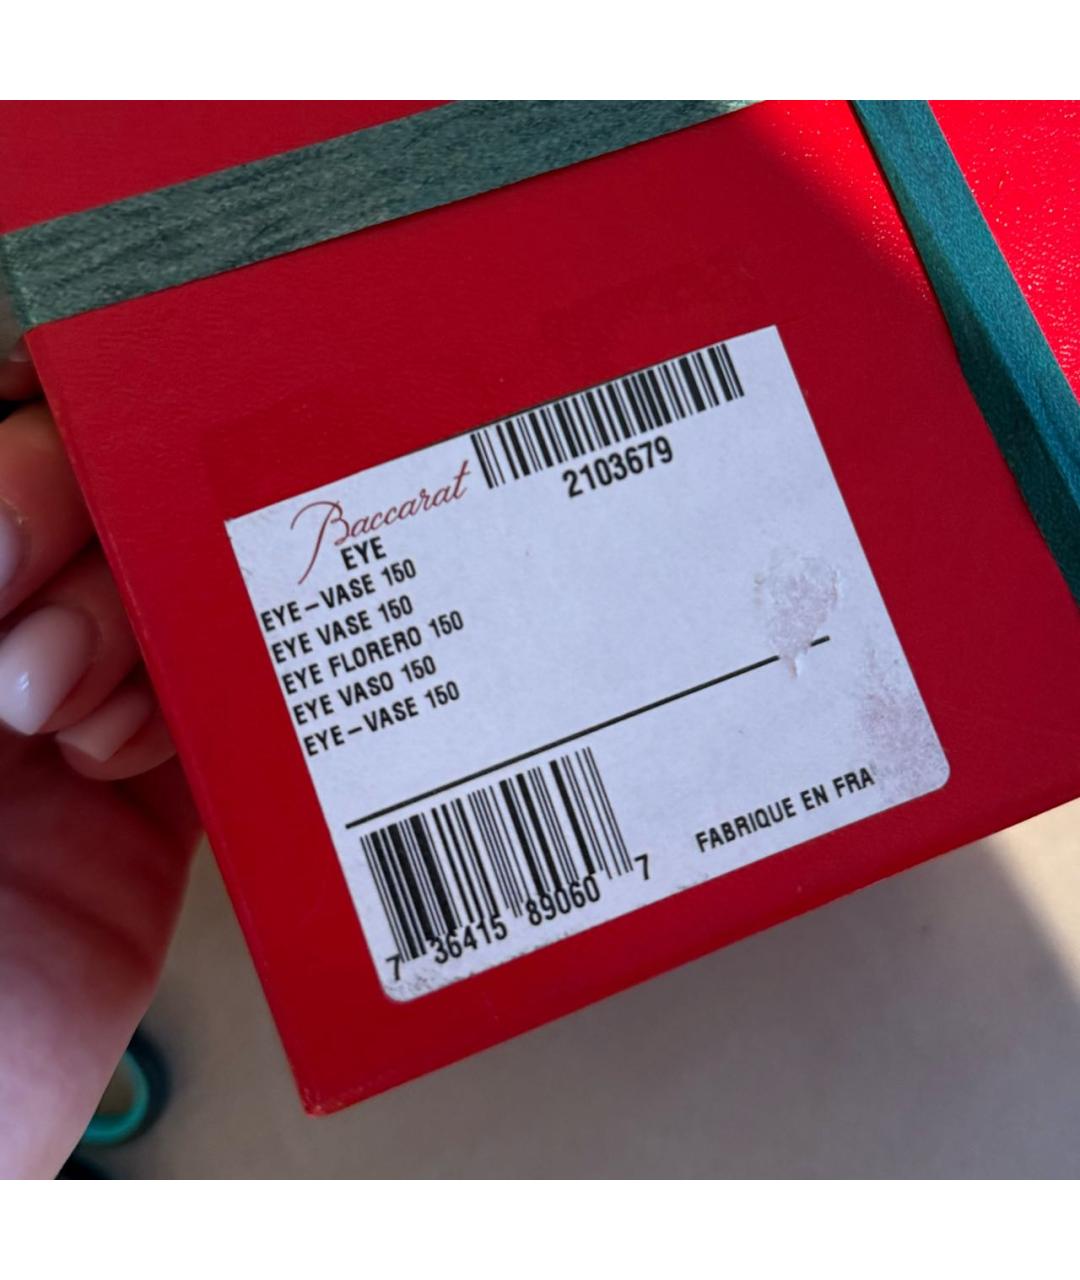 2103679
Baccarat
EYE
EYE-VASE 150
EYE VASE 150
EYE FLORERO 150
EYE VASO 150
EYE-VASE 150
7 36415 89060 7
FABRIQUE EN FRA